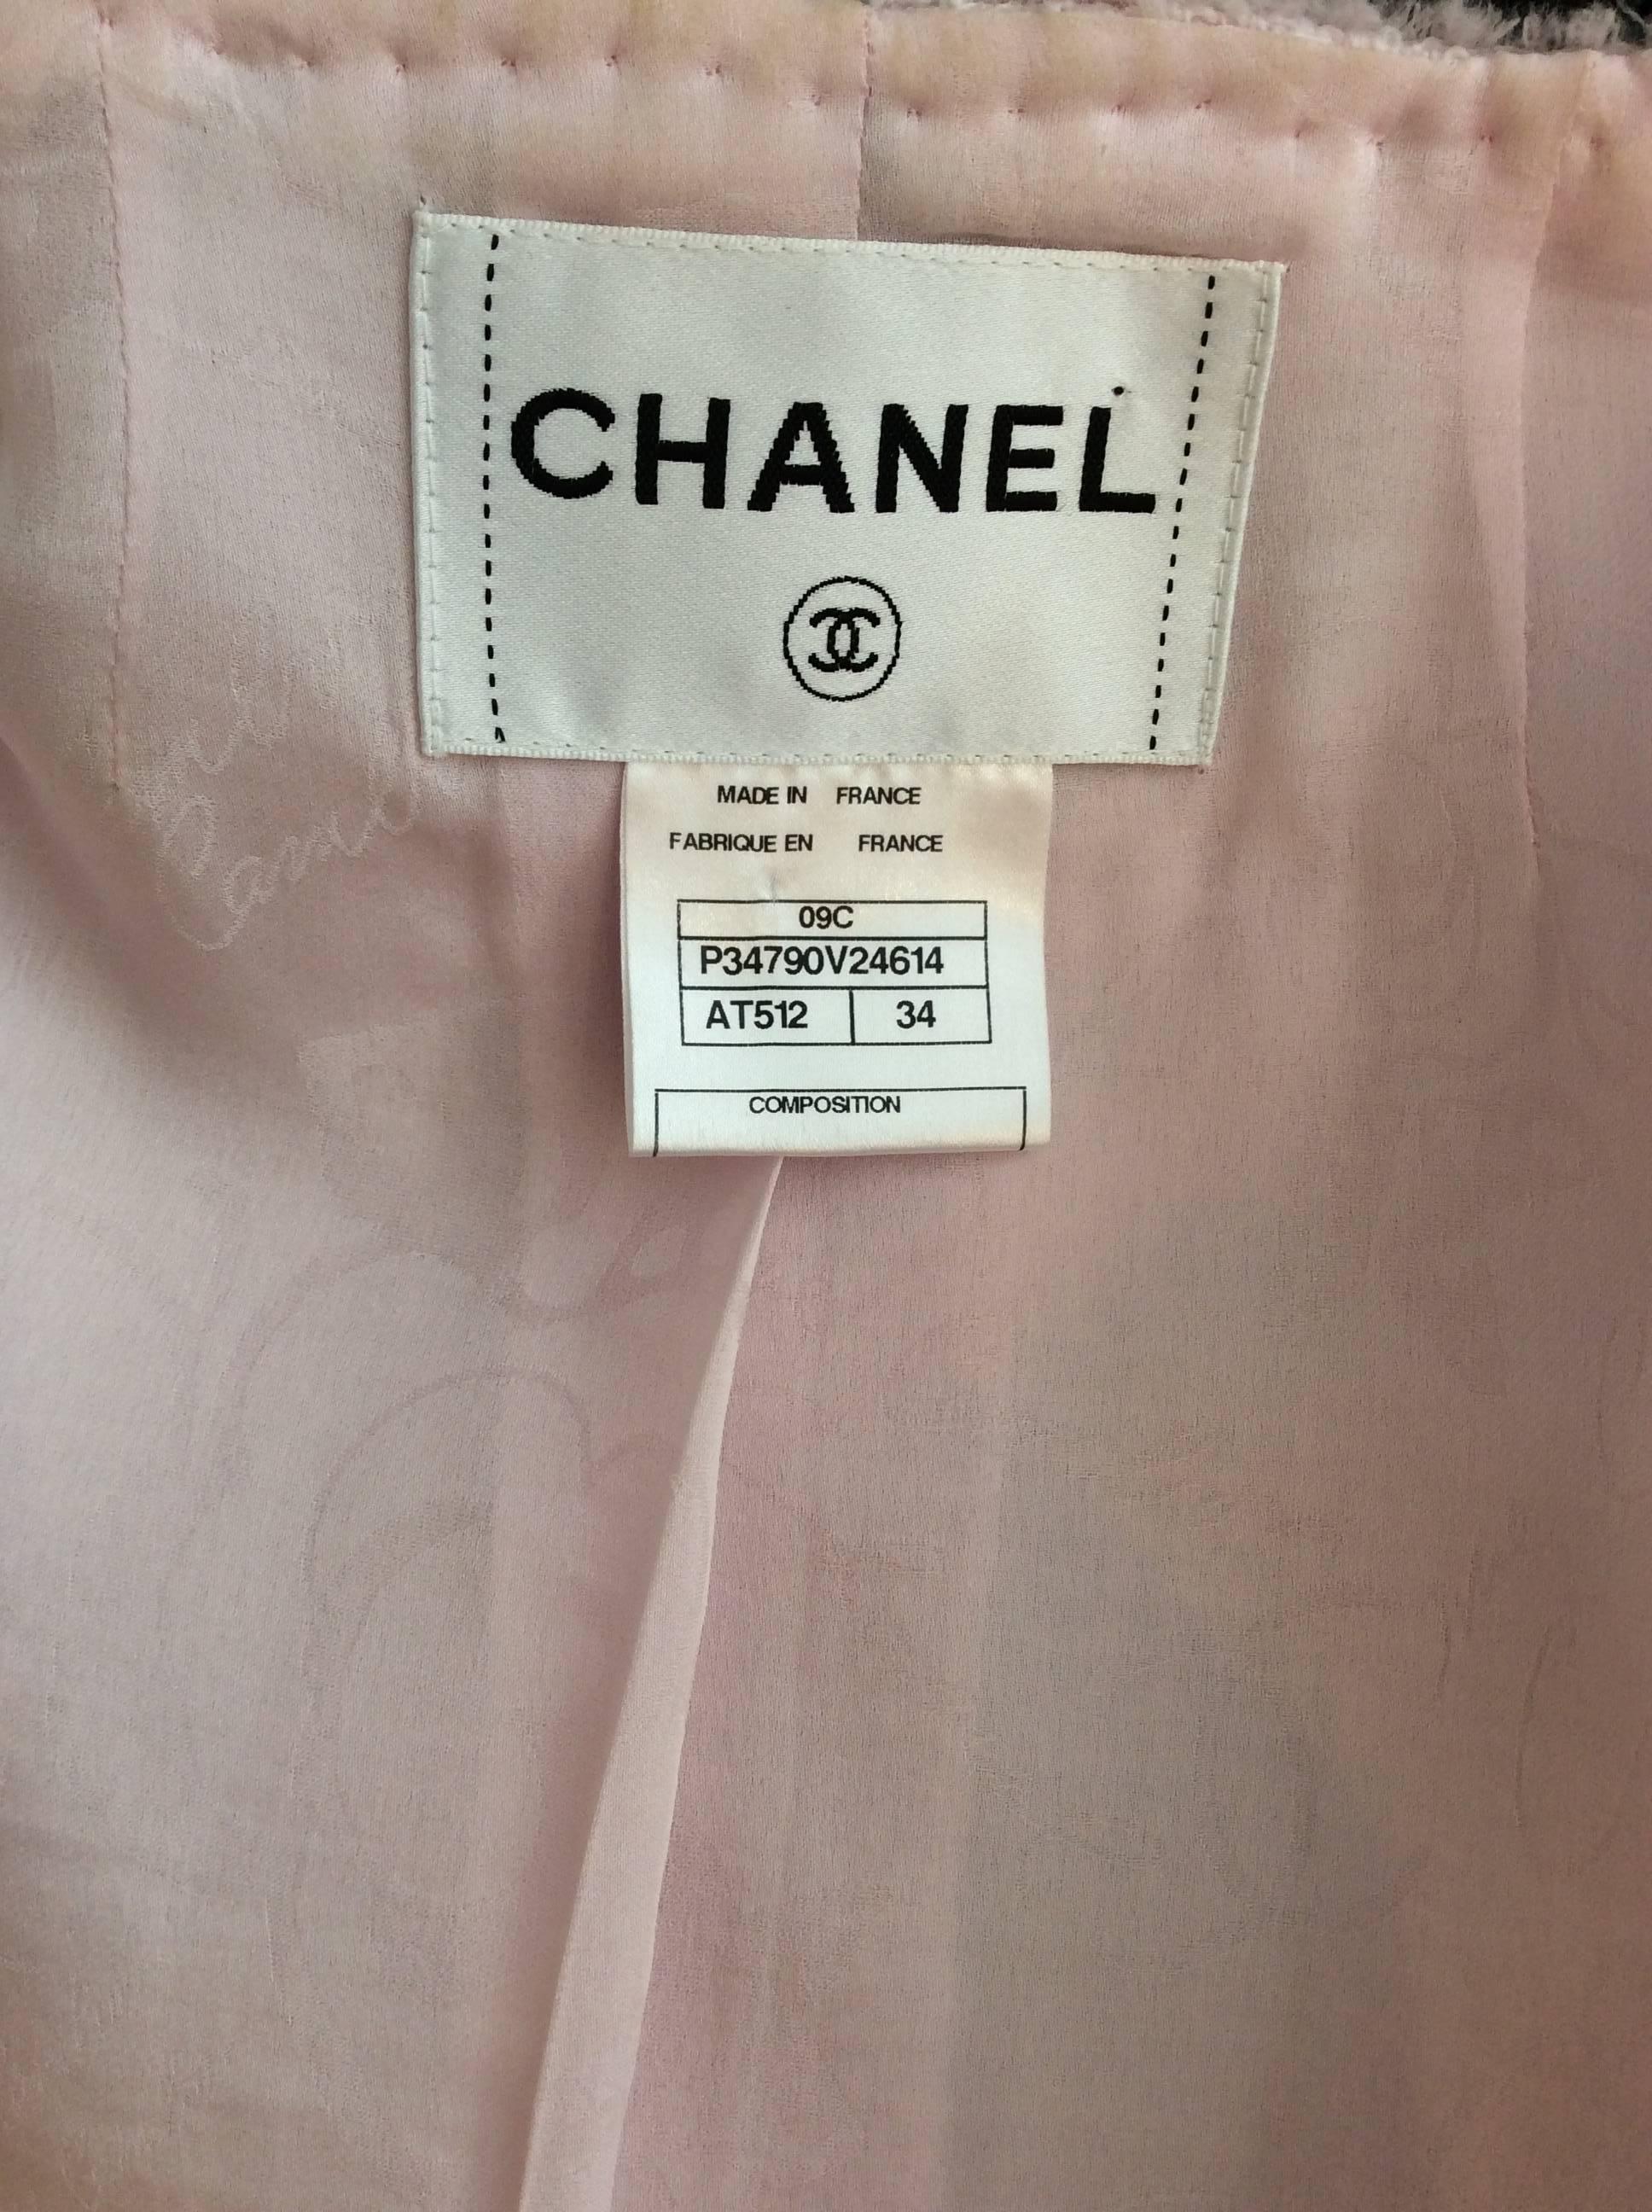 CHANEL
MADE IN FRANCE
FABRIQUE EN FRANCE
09C
P34790V24614
AT512 34
COMPOSITION